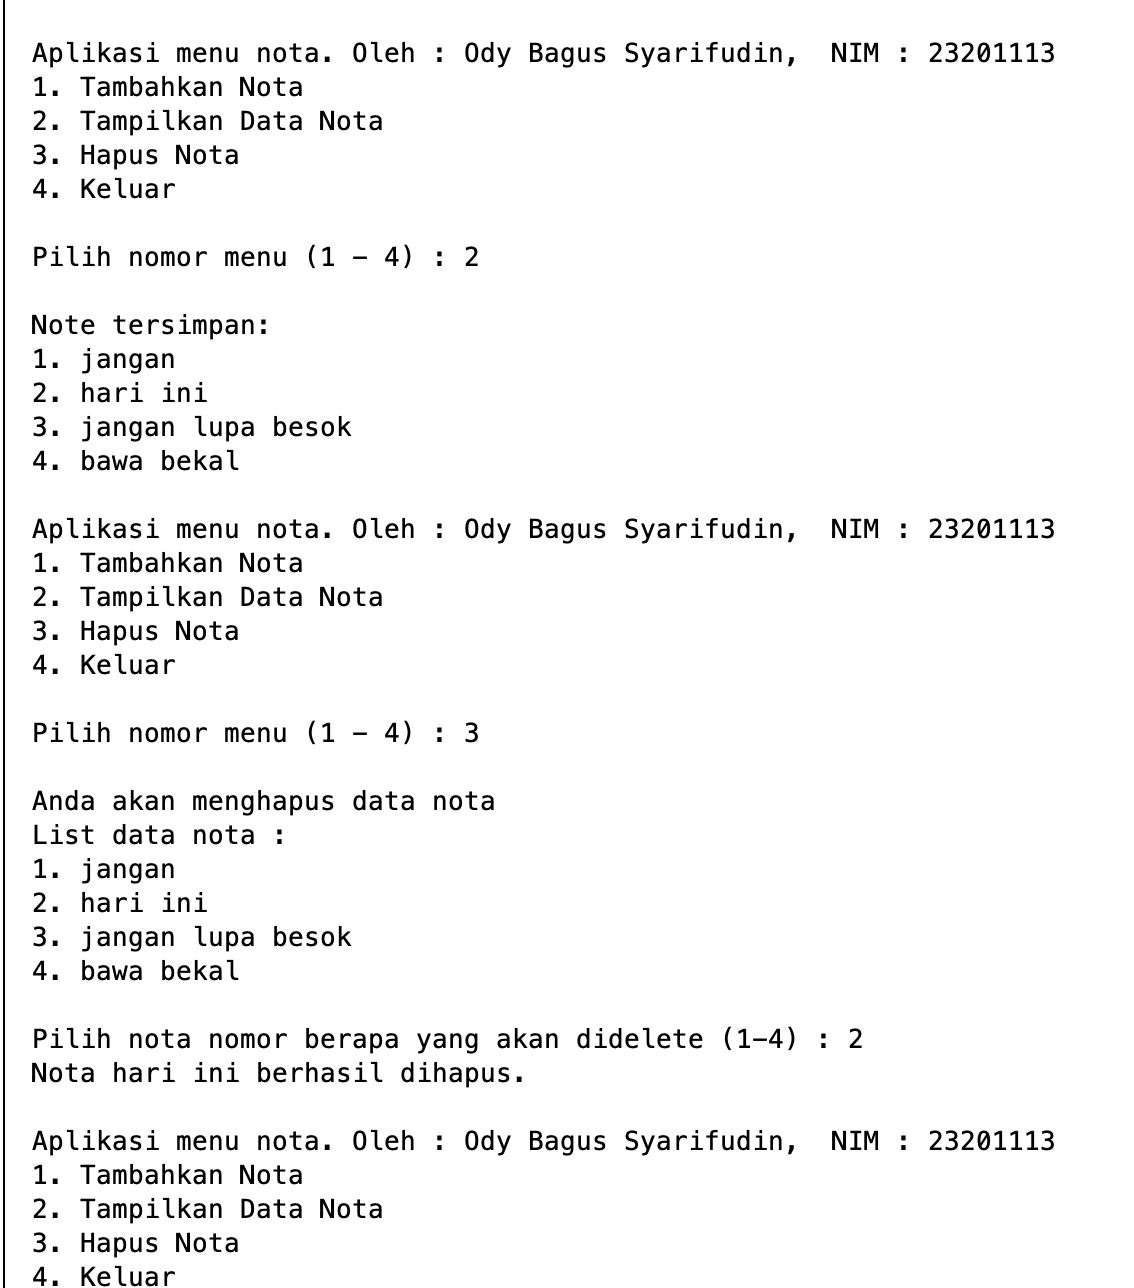 Aplikasi menu nota. Oleh : Ody Bagus Syarifudin,  NIM : 23201113
1. Tambahkan Nota
2. Tampilkan Data Nota
3. Hapus Nota
4. Keluar

Pilih nomor menu (1 - 4) : 2

Note tersimpan:
1. jangan
2. hari ini
3. jangan lupa besok
4. bawa bekal

Aplikasi menu nota. Oleh : Ody Bagus Syarifudin,  NIM : 23201113
1. Tambahkan Nota
2. Tampilkan Data Nota
3. Hapus Nota
4. Keluar

Pilih nomor menu (1 - 4) : 3

Anda akan menghapus data nota
List data nota :
1. jangan
2. hari ini
3. jangan lupa besok
4. bawa bekal

Pilih nota nomor berapa yang akan didelete (1-4) : 2
Nota hari ini berhasil dihapus.

Aplikasi menu nota. Oleh : Ody Bagus Syarifudin,  NIM : 23201113
1. Tambahkan Nota
2. Tampilkan Data Nota
3. Hapus Nota
4. Keluar